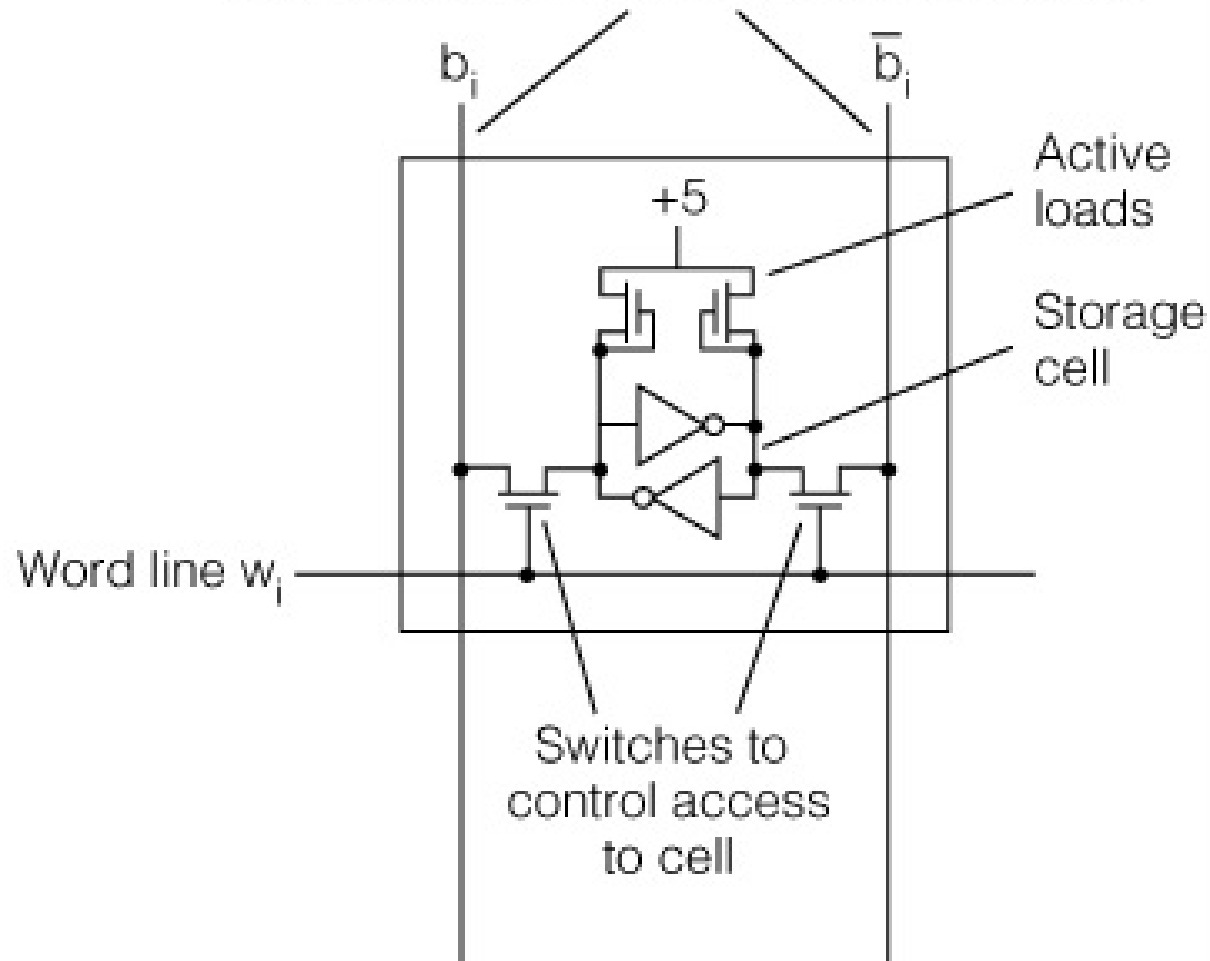 b_i
b̅_i
Active
loads
+5
Storage
cell
Word line w_i
Switches to
control access
to cell